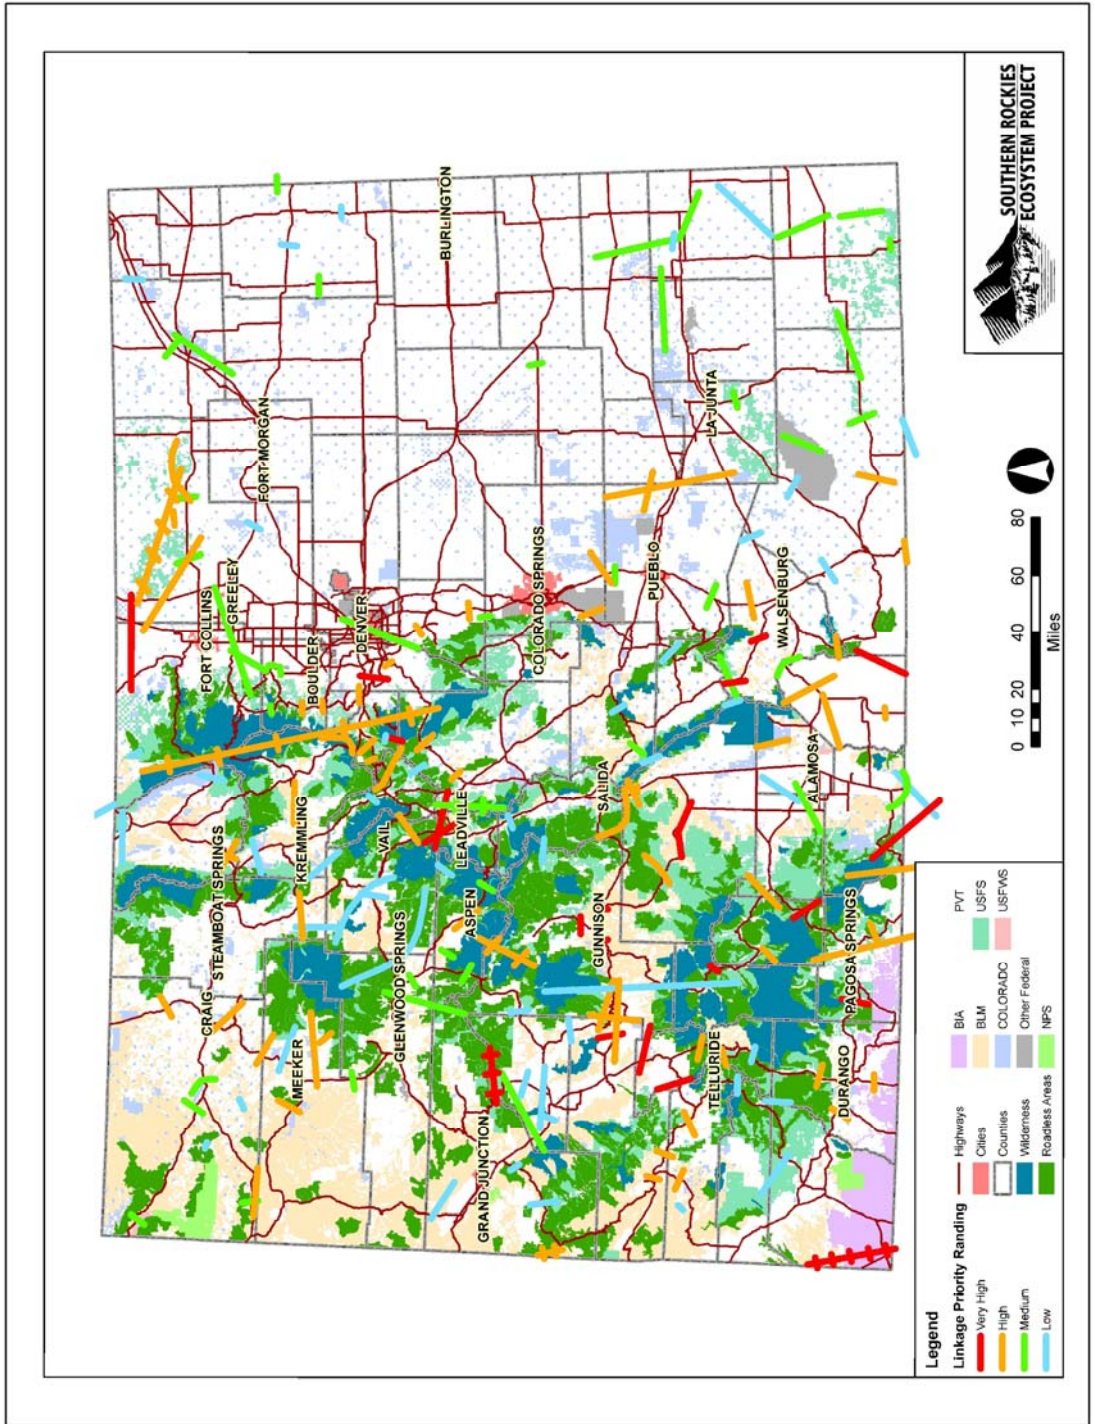 SOUTHERN ROCKIES
ECOSYSTEM PROJECT
FORT COLLINS
GREELEY
FORT MORGAN
STEAMBOAT SPRINGS
CRAIG
BOULDER
KREMMLING
MEEKER
DENVER
VAIL
GLENWOOD SPRINGS
BURLINGTON
LEADVILLE
ASPEN
GRAND JUNCTION
COLORADO SPRINGS
GUNNISON
SALIDA
PUEBLO
LA JUNTA
TELLURIDE
WALSENBURG
ALAMOSA
PAGOSA SPRINGS
DURANGO
0 10 20 40 60 80
Miles
Legend
Linkage Priority Randing
Very High
High
Medium
Low
Highways
Cities
Counties
Wilderness
Roadless Areas
BIA
BLM
COLORADC
Other Federal
NPS
PVT
USFS
USFWS